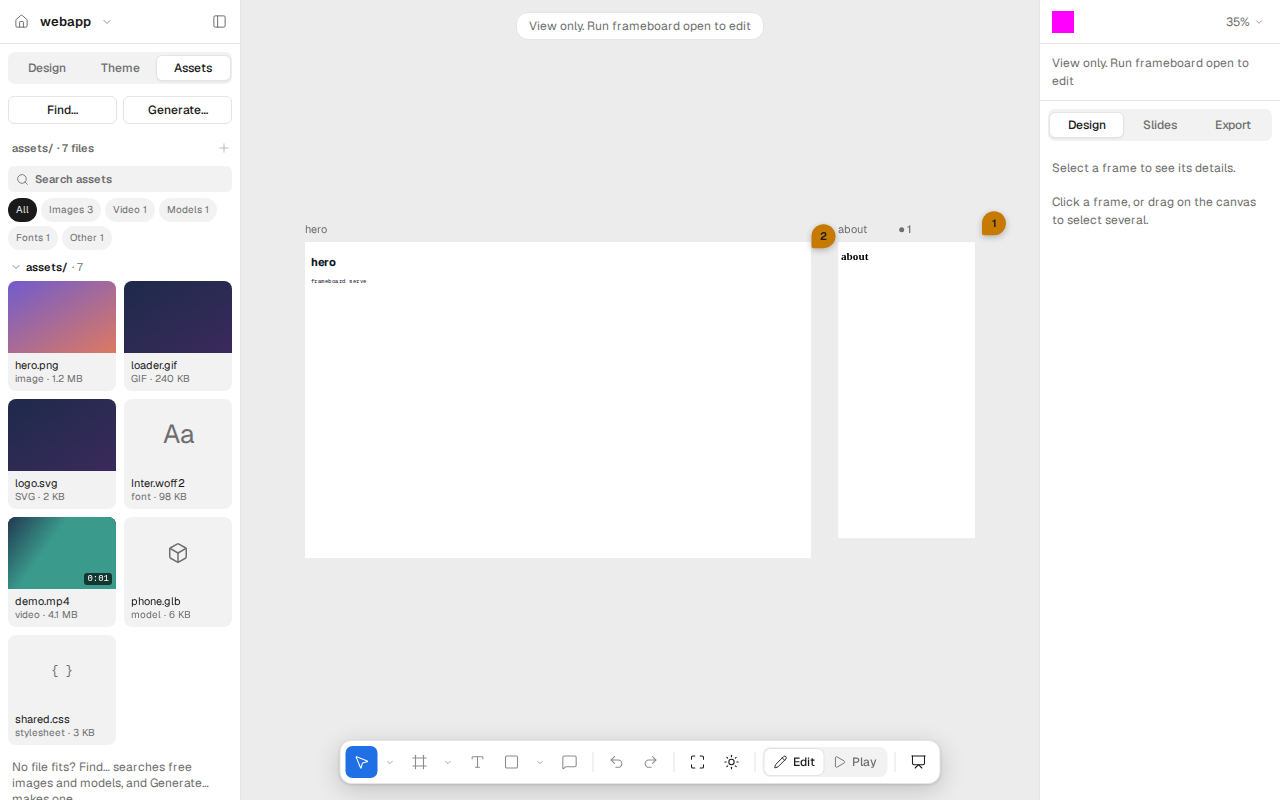 webapp
View only. Run frameboard open to edit
35%
Design
Theme
Assets
View only. Run frameboard open to
edit
Find...
Generate...
Design
Slides
Export
assets/ · 7 files
Search assets
Select a frame to see its details.
Click a frame, or drag on the canvas
to select several.
All
Images 3
Video 1
Models 1
Fonts 1
Other 1
hero
2
about
1
1
assets/ · 7
hero
about
frameboard serve
hero.png
image · 1.2 MB
loader.gif
GIF · 240 KB
Aa
logo.svg
SVG · 2 KB
Inter.woff2
font · 98 KB
0:01
demo.mp4
video · 4.1 MB
phone.glb
model · 6 KB
{ }
shared.css
stylesheet · 3 KB
No file fits? Find... searches free
images and models, and Generate...
makes one
Edit
Play